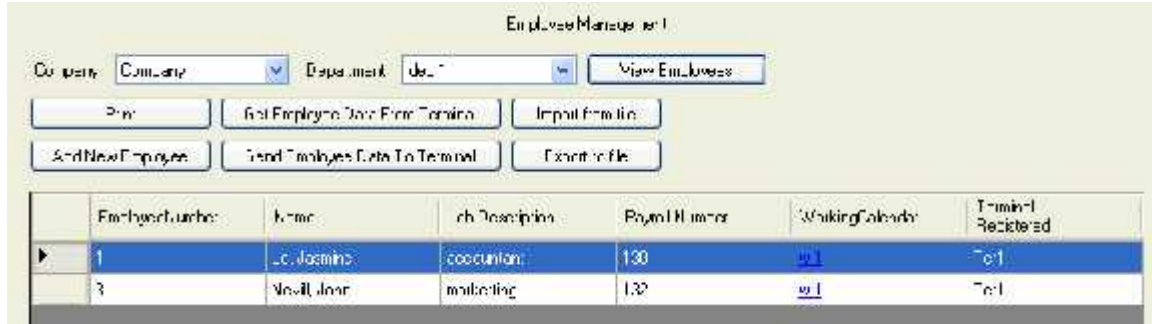 Employee Management
Company Company Department View Employees
Print Get Employee Data From Terminal Import from file
Add New Employee Send Employee Data To Terminal Export to file
EmployeeNumber Name Job Description Payroll Number WorkingCalendar Terminal Registered
1 Jasmine accountant 130
3 John marketing 132